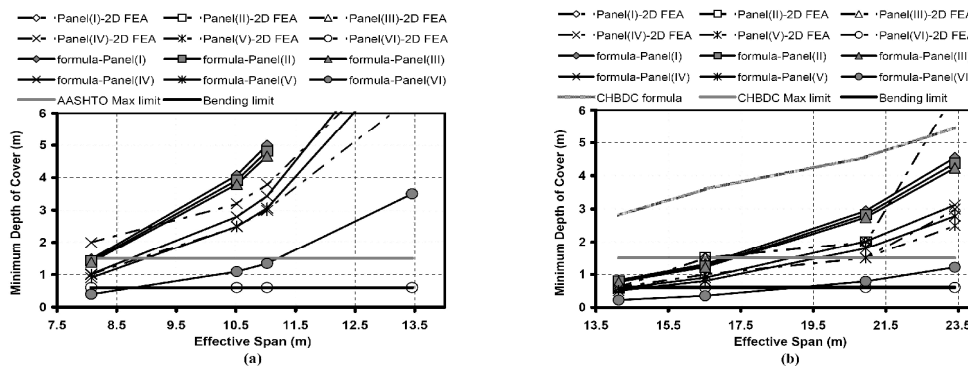 Panel(I)-2D FEA Panel(II)-2D FEA Panel(III)-2D FEA
Panel(IV)-2D FEA Panel(V)-2D FEA Panel(VI)-2D FEA
formula-Panel(I) formula-Panel(II) formula-Panel(III)
formula-Panel(IV) formula-Panel(V) formula-Panel(VI)
AASHTO Max limit Bending limit
Minimum Depth of Cover (m)
6
5
4
3
2
1
0
7.5 8.5 10.5 11.5 12.5 13.5
Effective Span (m)
(a)
Panel(I)-2D FEA Panel(II)-2D FEA Panel(III)-2D FEA
Panel(IV)-2D FEA Panel(V)-2D FEA Panel(VI)-2D FEA
formula-Panel(I) formula-Panel(II) formula-Panel(III)
formula-Panel(IV) formula-Panel(V) formula-Panel(VI)
CHBDC formula CHBDC Max limit Bending limit
Minimum Depth of Cover (m)
6
5
4
3
2
1
0
13.5 15.5 17.5 19.5 21.5 23.5
Effective Span (m)
(b)